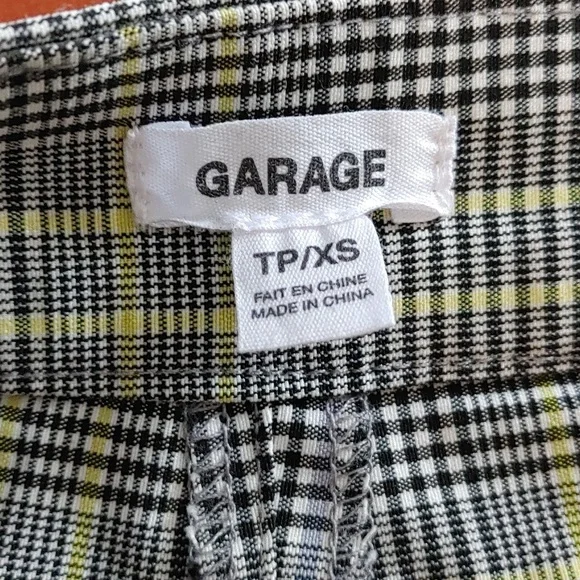 GARAGE
TP/XS
FAIT EN CHINE
MADE IN CHINA